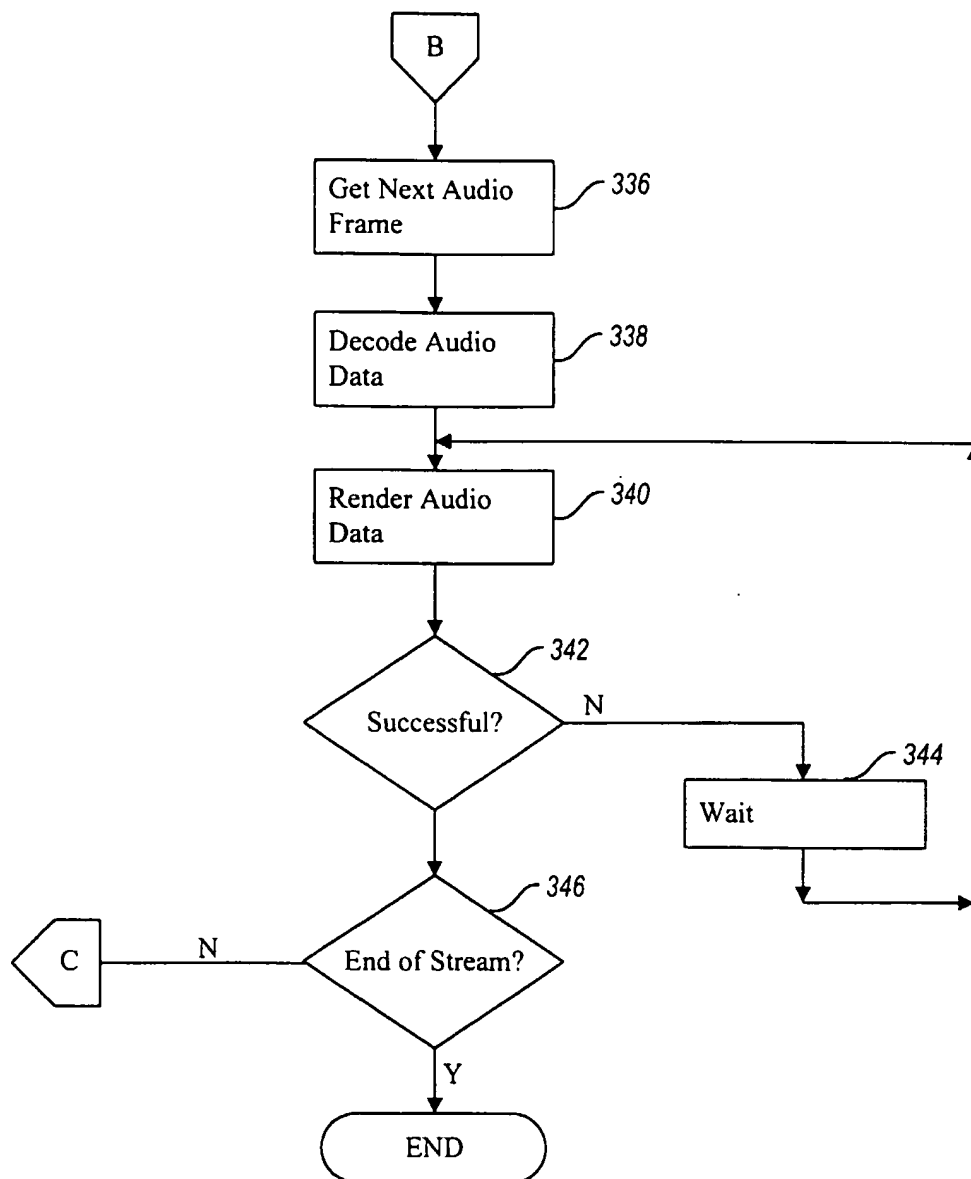 B
Get Next Audio
Frame
336
Decode Audio
Data
338
Render Audio
Data
340
342
Successful?
N
344
Wait
346
End of Stream?
N
C
Y
END